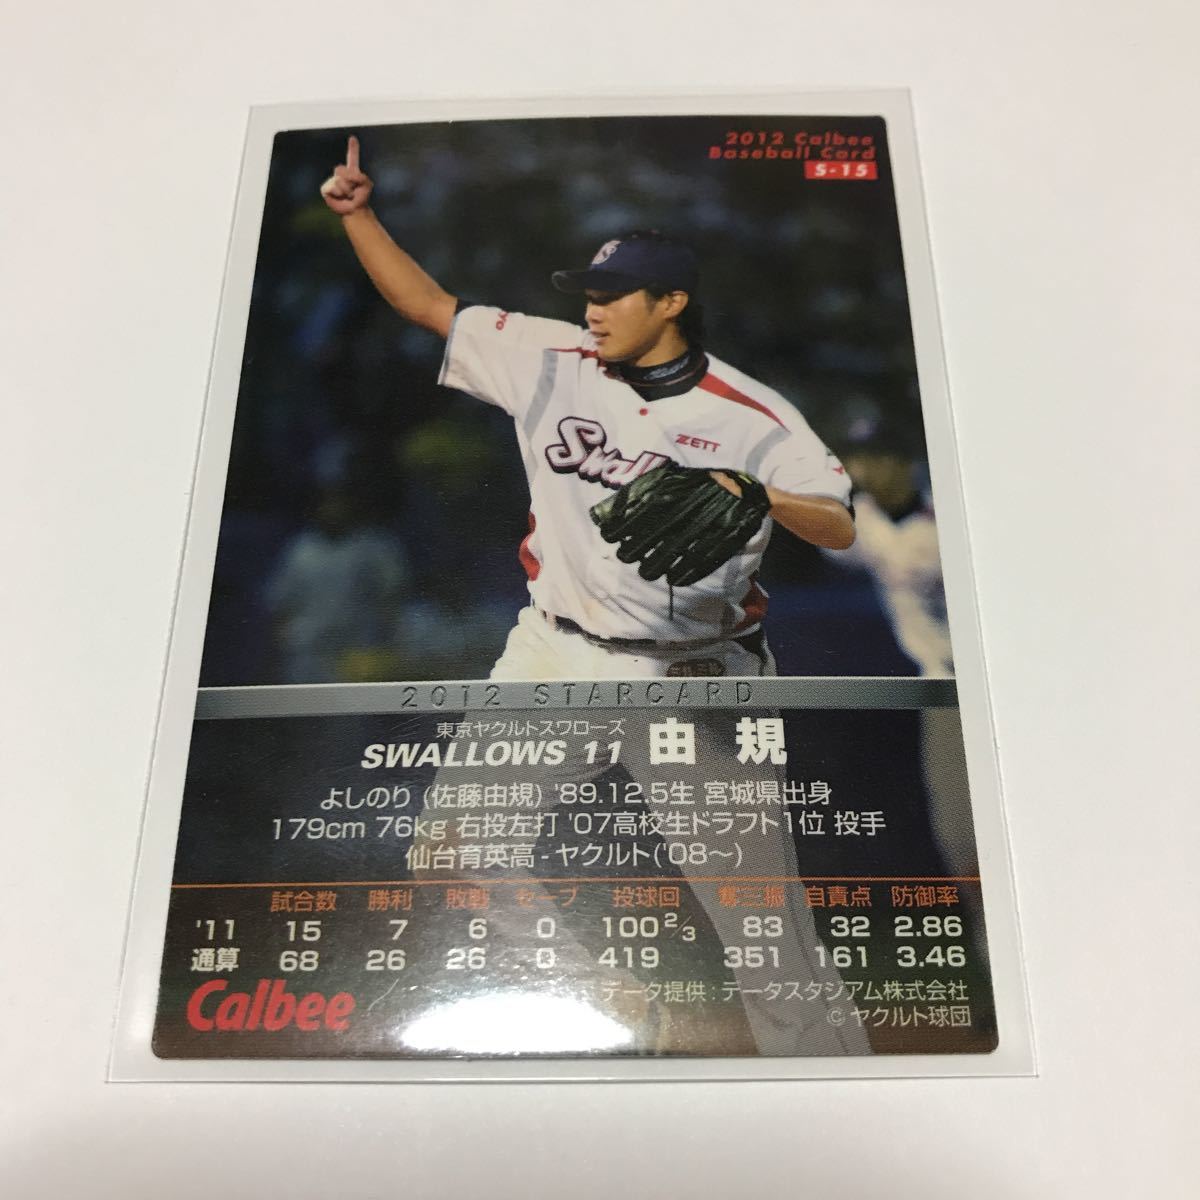 2012 Calbee
Baseball Card
S-15
ZETT
2012 STARCARD
東京ヤクルトスワローズ
SWALLOWS 11 由規
よしのり (佐藤由規) '89.12.5生 宮城県出身
179cm 76kg 右投左打 '07高校生ドラフト1位 投手
仙台育英高-ヤクルト('08～)
試合数 勝利 敗戦 セーブ 投球回 奪三振 自責点 防御率
'11 15 7 6 0 100 2/3 83 32 2.86
通算 68 26 26 0 419 351 161 3.46
Calbee
データ提供：データスタジアム株式会社
©ヤクルト球団